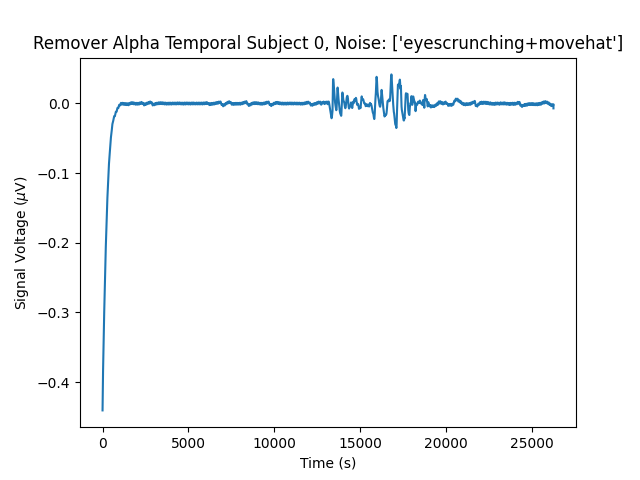 Remover Alpha Temporal Subject 0, Noise: ['eyescrunching+movehat']
Signal Voltage (μV)
0.0
−0.1
−0.2
−0.3
−0.4
0 5000 10000 15000 20000 25000
Time (s)